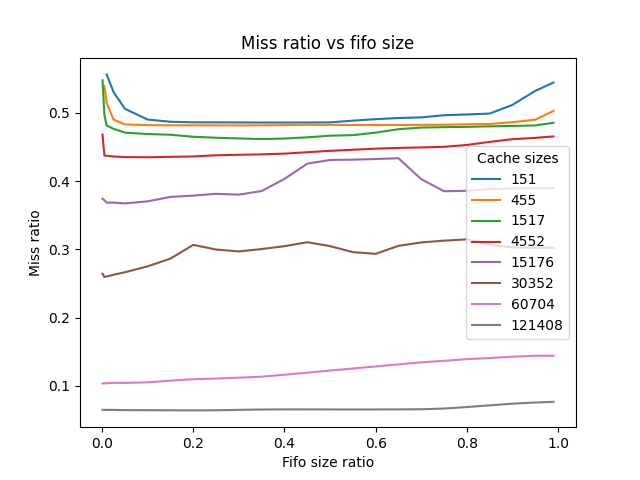 Miss ratio vs fifo size
Miss ratio
0.5
0.4
0.3
0.2
0.1
Cache sizes
151
455
1517
4552
15176
30352
60704
121408
0.0 0.2 0.4 0.6 0.8 1.0
Fifo size ratio